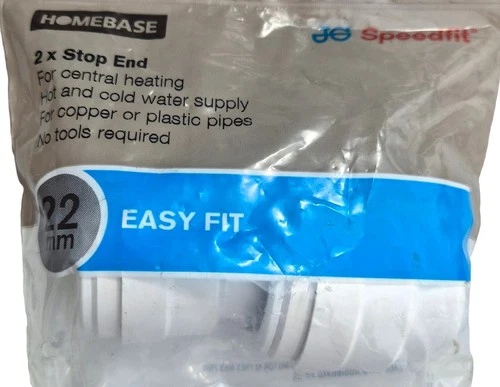 HOMEBASE
JG Speedfit®
2 x Stop End
For central heating
Hot and cold water supply
For copper or plastic pipes
No tools required
22
mm
EASY FIT